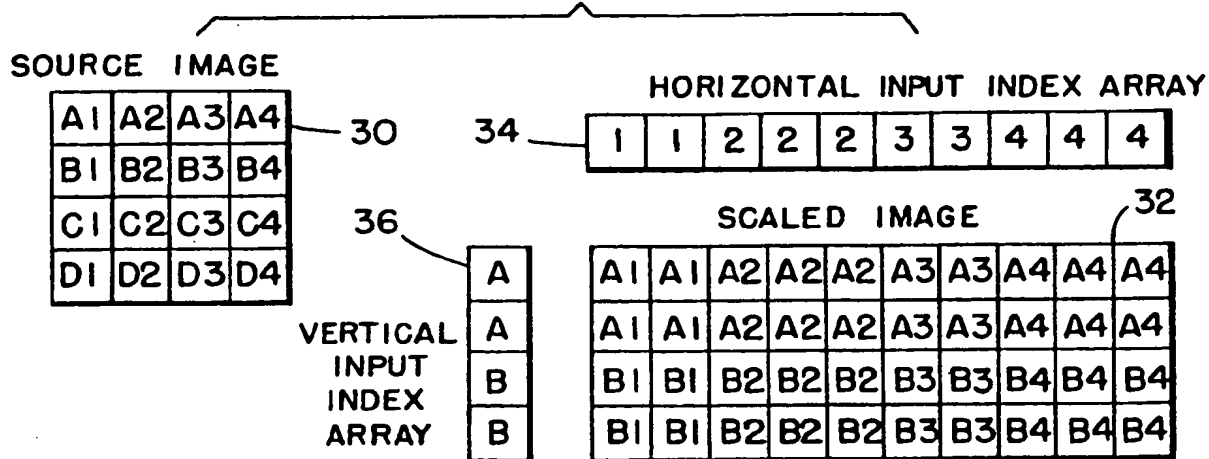 SOURCE IMAGE
A1 A2 A3 A4
B1 B2 B3 B4
C1 C2 C3 C4
D1 D2 D3 D4
30
HORIZONTAL INPUT INDEX ARRAY
34
1 1 2 2 2 3 3 4 4 4
36
SCALED IMAGE
32
VERTICAL
INPUT
INDEX
ARRAY
A
A
B
B
A1 A1 A2 A2 A2 A3 A3 A4 A4 A4
A1 A1 A2 A2 A2 A3 A3 A4 A4 A4
B1 B1 B2 B2 B2 B3 B3 B4 B4 B4
B1 B1 B2 B2 B2 B3 B3 B4 B4 B4